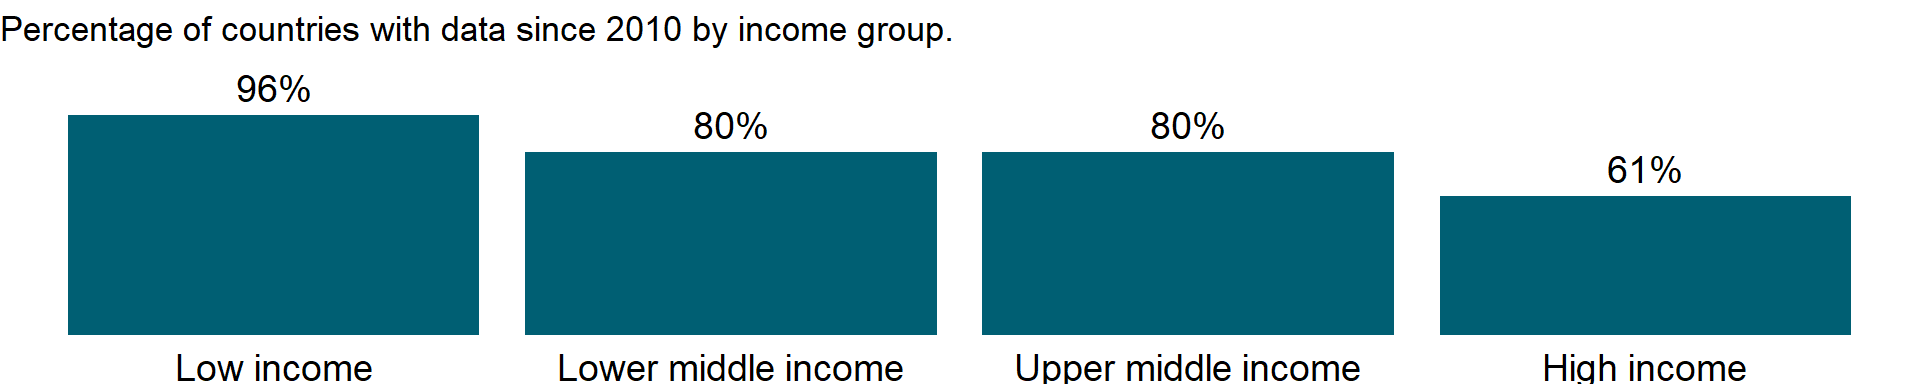 Percentage of countries with data since 2010 by income group.
96%
80%
80%
61%
Low income
Lower middle income
Upper middle income
High income